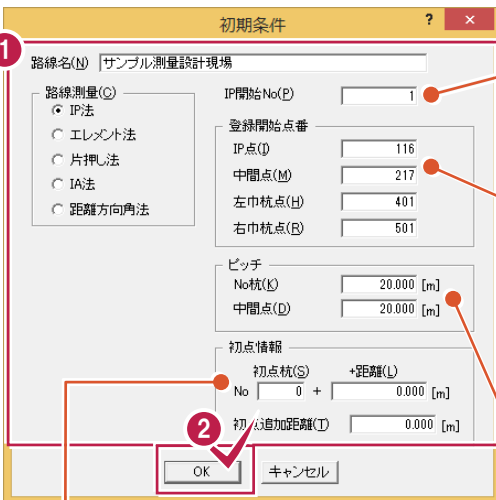 初期条件 ? ×
1
路線名(N) サンプル測量設計現場
路線測量(C)
IP法
エレメント法
片押し法
IA法
距離方向角法
IP開始No(P) 1
登録開始点番
IP点(I) 116
中間点(M) 217
左巾杭点(H) 401
右巾杭点(R) 501
ピッチ
No杭(K) 20.000 [m]
中間点(D) 20.000 [m]
初点情報
初点杭(S) +距離(L)
No 0 + 0.000 [m]
初点追加距離(T) 0.000 [m]
2
OK キャンセル